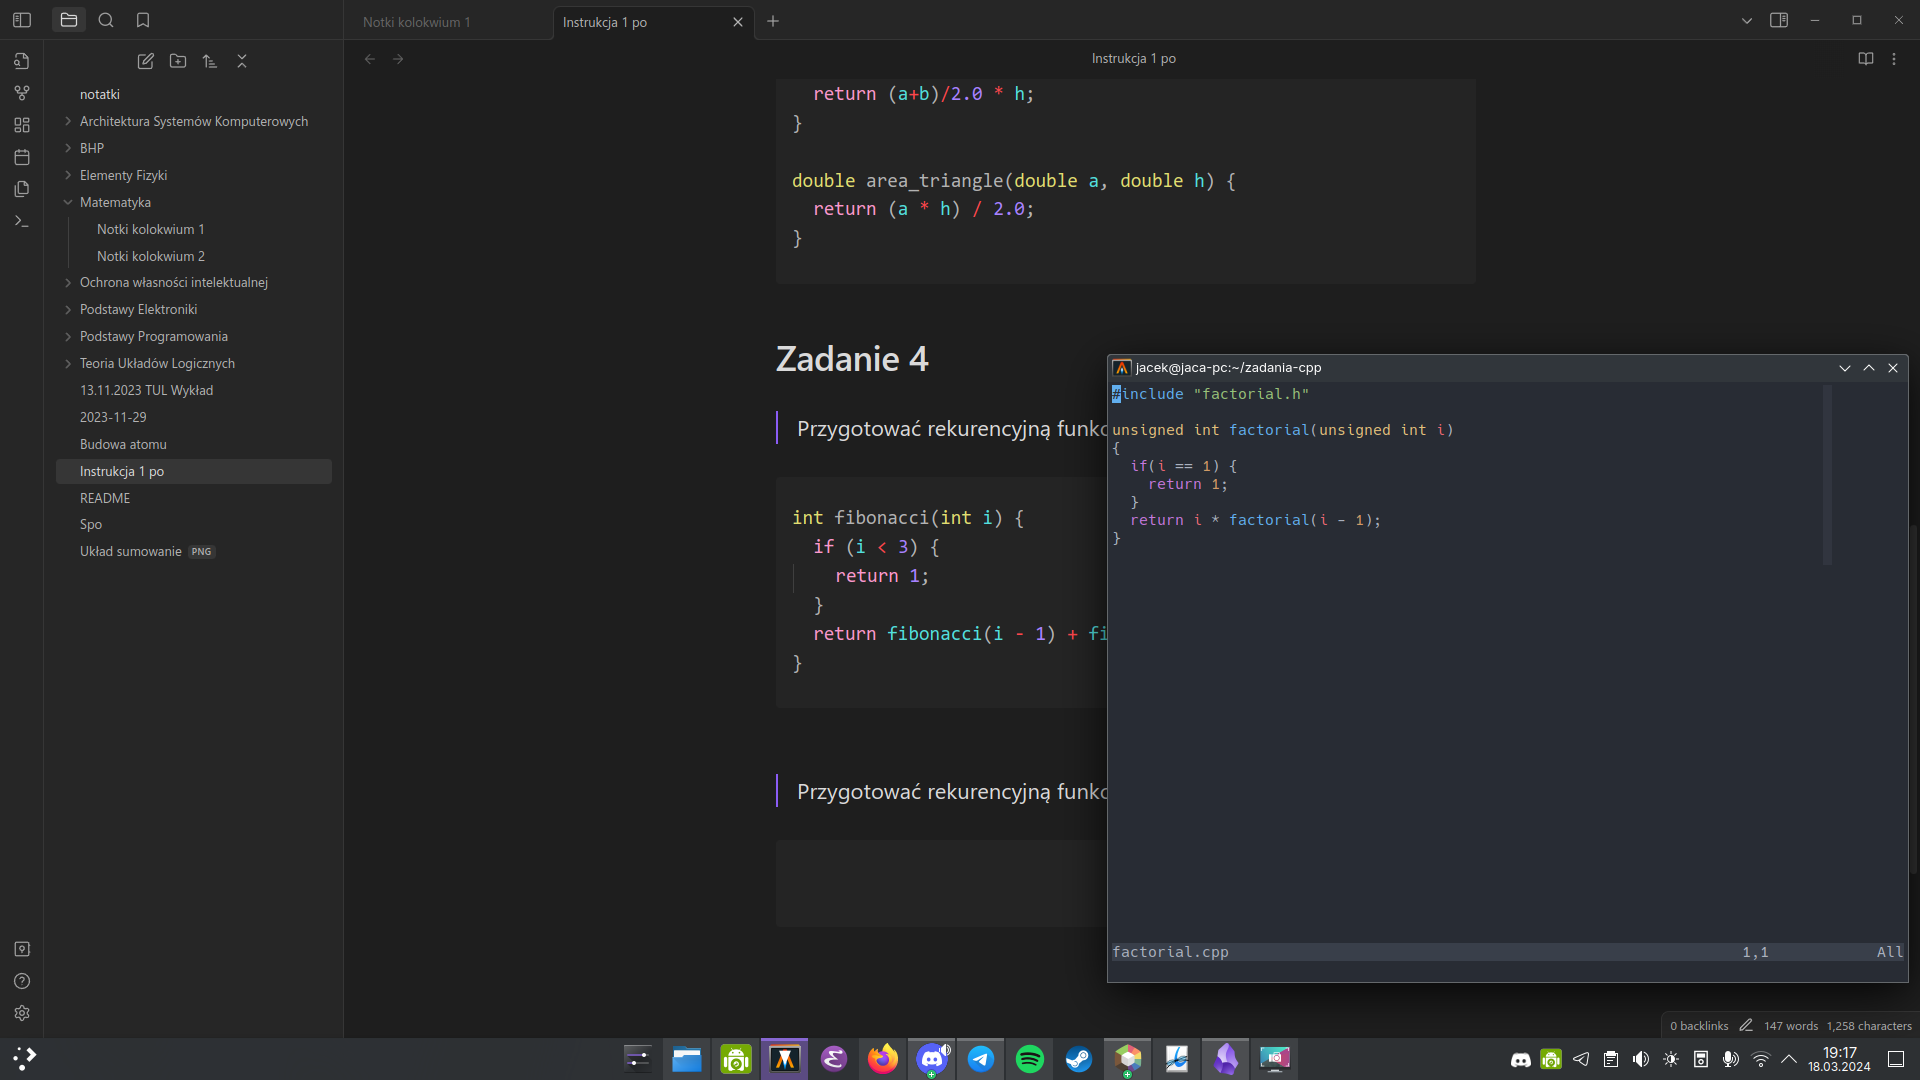 Notki kolokwium 1
Instrukcja 1 po
Instrukcja 1 po
notatki
Architektura Systemów Komputerowych
BHP
Elementy Fizyki
Matematyka
Notki kolokwium 1
Notki kolokwium 2
Ochrona własności intelektualnej
Podstawy Elektroniki
Podstawy Programowania
Teoria Układów Logicznych
13.11.2023 TUL Wykład
2023-11-29
Budowa atomu
Instrukcja 1 po
README
Spo
Układ sumowanie PNG
return (a+b)/2.0 * h;
}
double area_triangle(double a, double h) {
return (a * h) / 2.0;
}
Zadanie 4
Przygotować rekurencyjną funkc
int fibonacci(int i) {
if (i < 3) {
return 1;
}
return fibonacci(i - 1) + fi
}
Przygotować rekurencyjną funkc
jacek@jaca-pc:~/zadania-cpp
#include "factorial.h"
unsigned int factorial(unsigned int i)
{
if(i == 1) {
return 1;
}
return i * factorial(i - 1);
}
factorial.cpp 1,1 All
0 backlinks 147 words 1,258 characters
19:17
18.03.2024